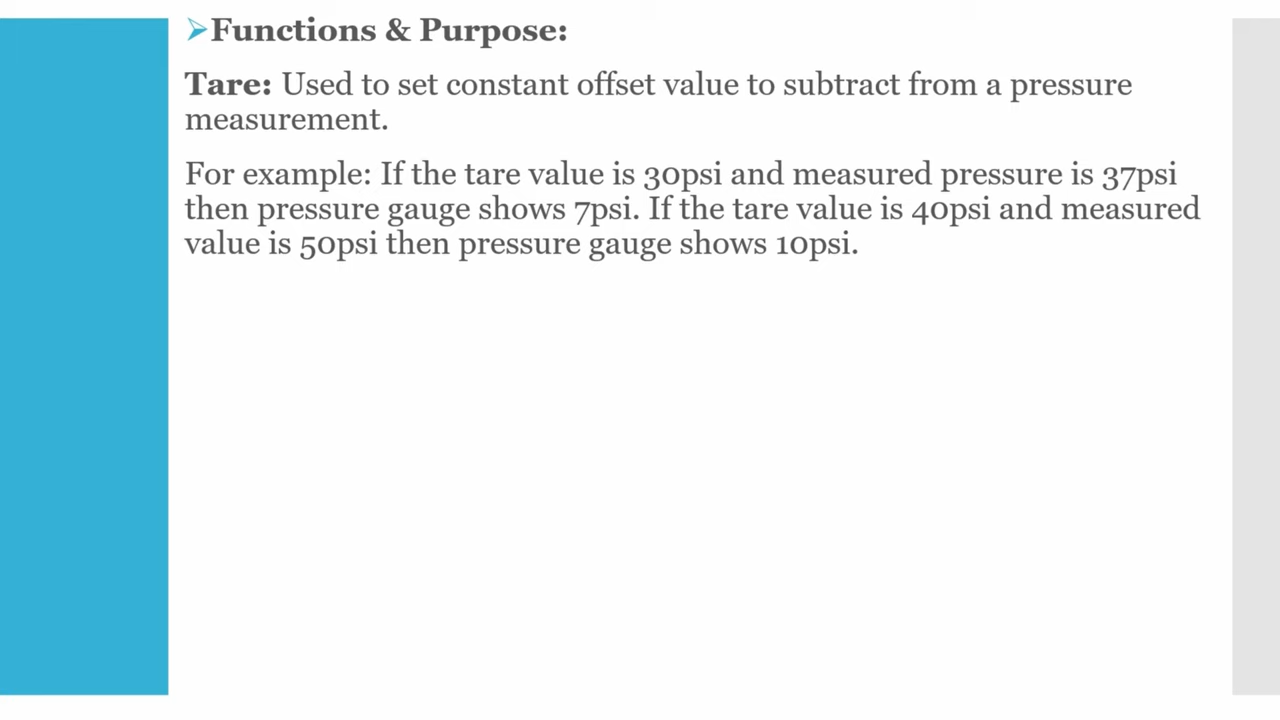 Functions & Purpose:
Tare: Used to set constant offset value to subtract from a pressure
measurement.
For example: If the tare value is 30psi and measured pressure is 37psi
then pressure gauge shows 7psi. If the tare value is 40psi and measured
value is 50psi then pressure gauge shows 10psi.